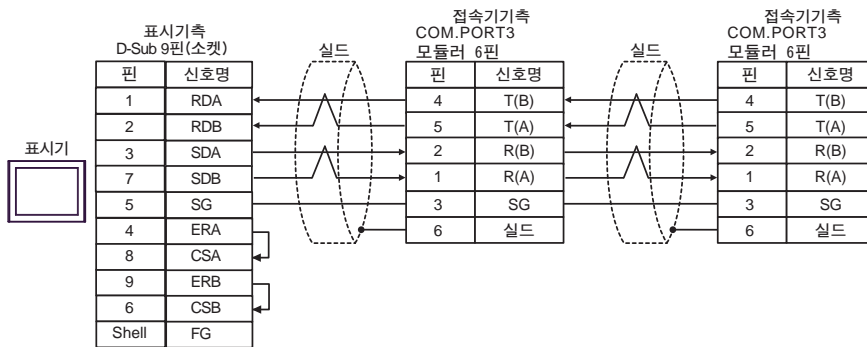 표시기
표시기측
D-Sub 9핀(소켓)
핀 신호명
1 RDA
2 RDB
3 SDA
7 SDB
5 SG
4 ERA
8 CSA
9 ERB
6 CSB
Shell FG
실드
접속기기측
COM.PORT3
모듈러 6핀
핀 신호명
4 T(B)
5 T(A)
2 R(B)
1 R(A)
3 SG
6 실드
실드
접속기기측
COM.PORT3
모듈러 6핀
핀 신호명
4 T(B)
5 T(A)
2 R(B)
1 R(A)
3 SG
6 실드